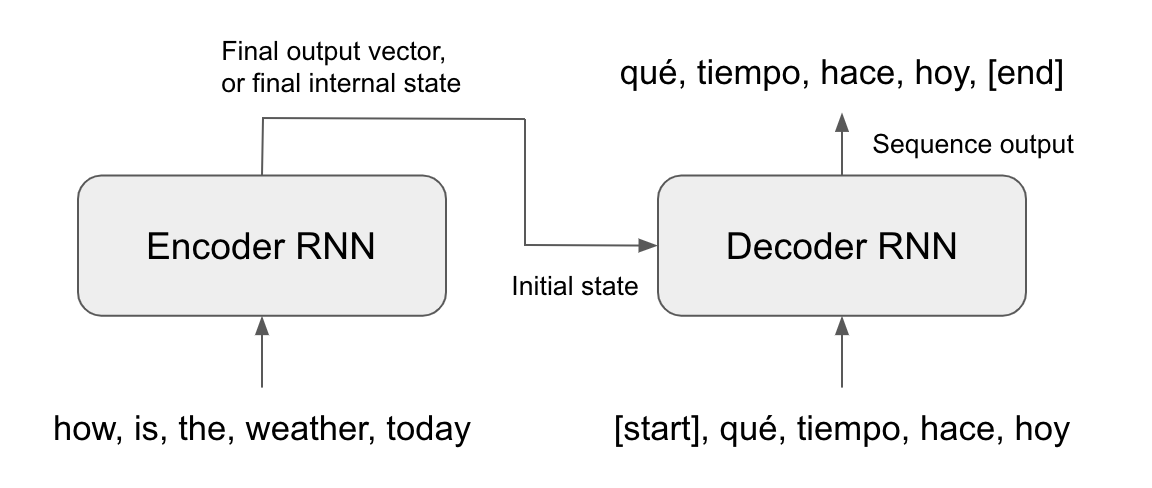 Final output vector,
or final internal state
qué, tiempo, hace, hoy, [end]
Sequence output
Encoder RNN
Decoder RNN
Initial state
how, is, the, weather, today
[start], qué, tiempo, hace, hoy